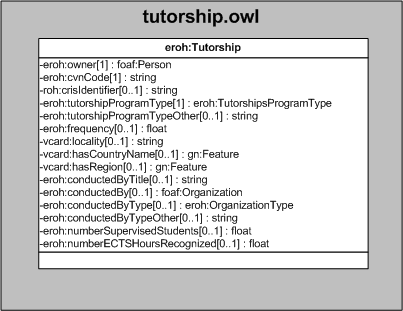 tutorship.owl
eroh:Tutorship
-eroh:owner[1] : foaf:Person
-eroh:cvnCode[1] : string
-roh:crisIdentifier[0..1] : string
-eroh:tutorshipProgramType[1] : eroh:TutorshipsProgramType
-eroh:tutorshipProgramTypeOther[0..1] : string
-eroh:frequency[0..1] : float
-vcard:locality[0..1] : string
-vcard:hasCountryName[0..1] : gn:Feature
-vcard:hasRegion[0..1] : gn:Feature
-eroh:conductedByTitle[0..1] : string
-eroh:conductedBy[0..1] : foaf:Organization
-eroh:conductedByType[0..1] : eroh:OrganizationType
-eroh:conductedByTypeOther[0..1] : string
-eroh:numberSupervisedStudents[0..1] : float
-eroh:numberECTSHoursRecognized[0..1] : float